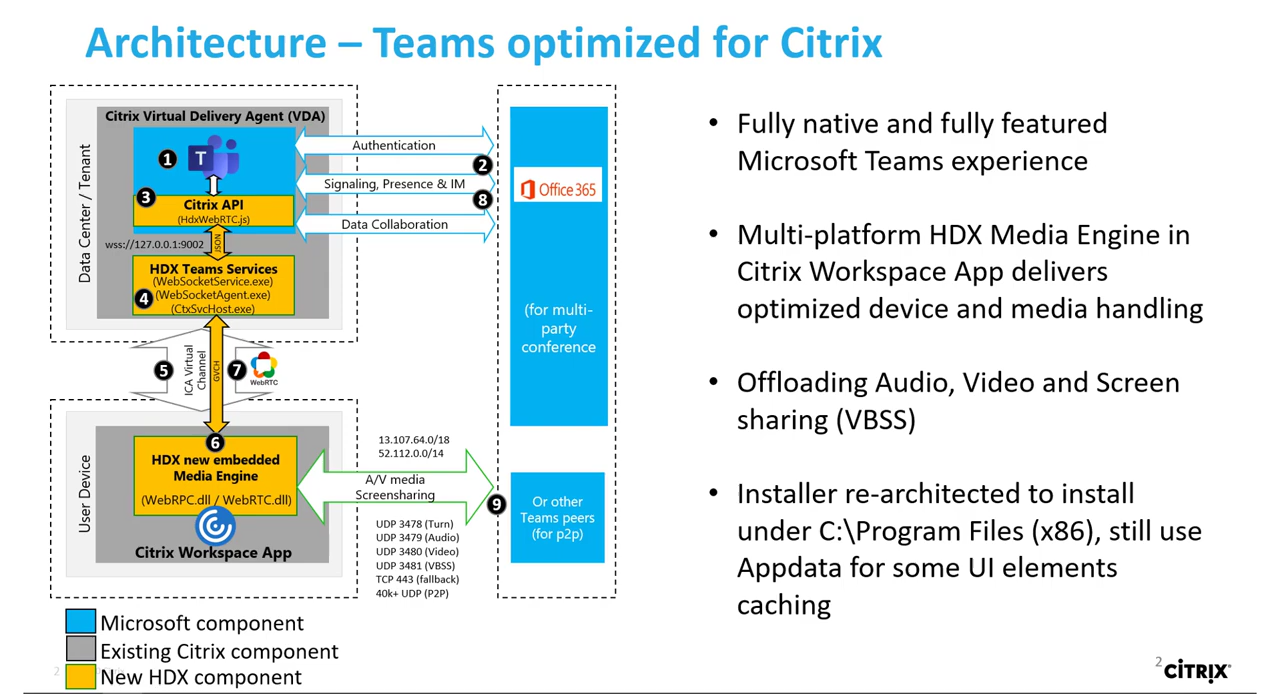 Architecture – Teams optimized for Citrix
Data Center / Tenant
Citrix Virtual Delivery Agent (VDA)
1
T
3
Citrix API
(HdxWebRTC.js)
wss://127.0.0.1:9002
JSON
HDX Teams Services
(WebSocketService.exe)
4
(WebSocketAgent.exe)
(CtxSvcHost.exe)
Authentication
2
Signaling, Presence & IM
8
Data Collaboration
Office 365
(for multi-
party
conference
5
ICA Virtual
Channel
GVCH
7
WebRTC
User Device
6
HDX new embedded
Media Engine
(WebRPC.dll / WebRTC.dll)
Citrix Workspace App
13.107.64.0/18
52.112.0.0/14
A/V media
Screensharing
9
UDP 3478 (Turn)
UDP 3479 (Audio)
UDP 3480 (Video)
UDP 3481 (VBSS)
TCP 443 (fallback)
40k+ UDP (P2P)
Or other
Teams peers
(for p2p)
Microsoft component
Existing Citrix component
New HDX component
• Fully native and fully featured
Microsoft Teams experience
• Multi-platform HDX Media Engine in
Citrix Workspace App delivers
optimized device and media handling
• Offloading Audio, Video and Screen
sharing (VBSS)
• Installer re-architected to install
under C:\Program Files (x86), still use
Appdata for some UI elements
caching
2
2
CİTRIX